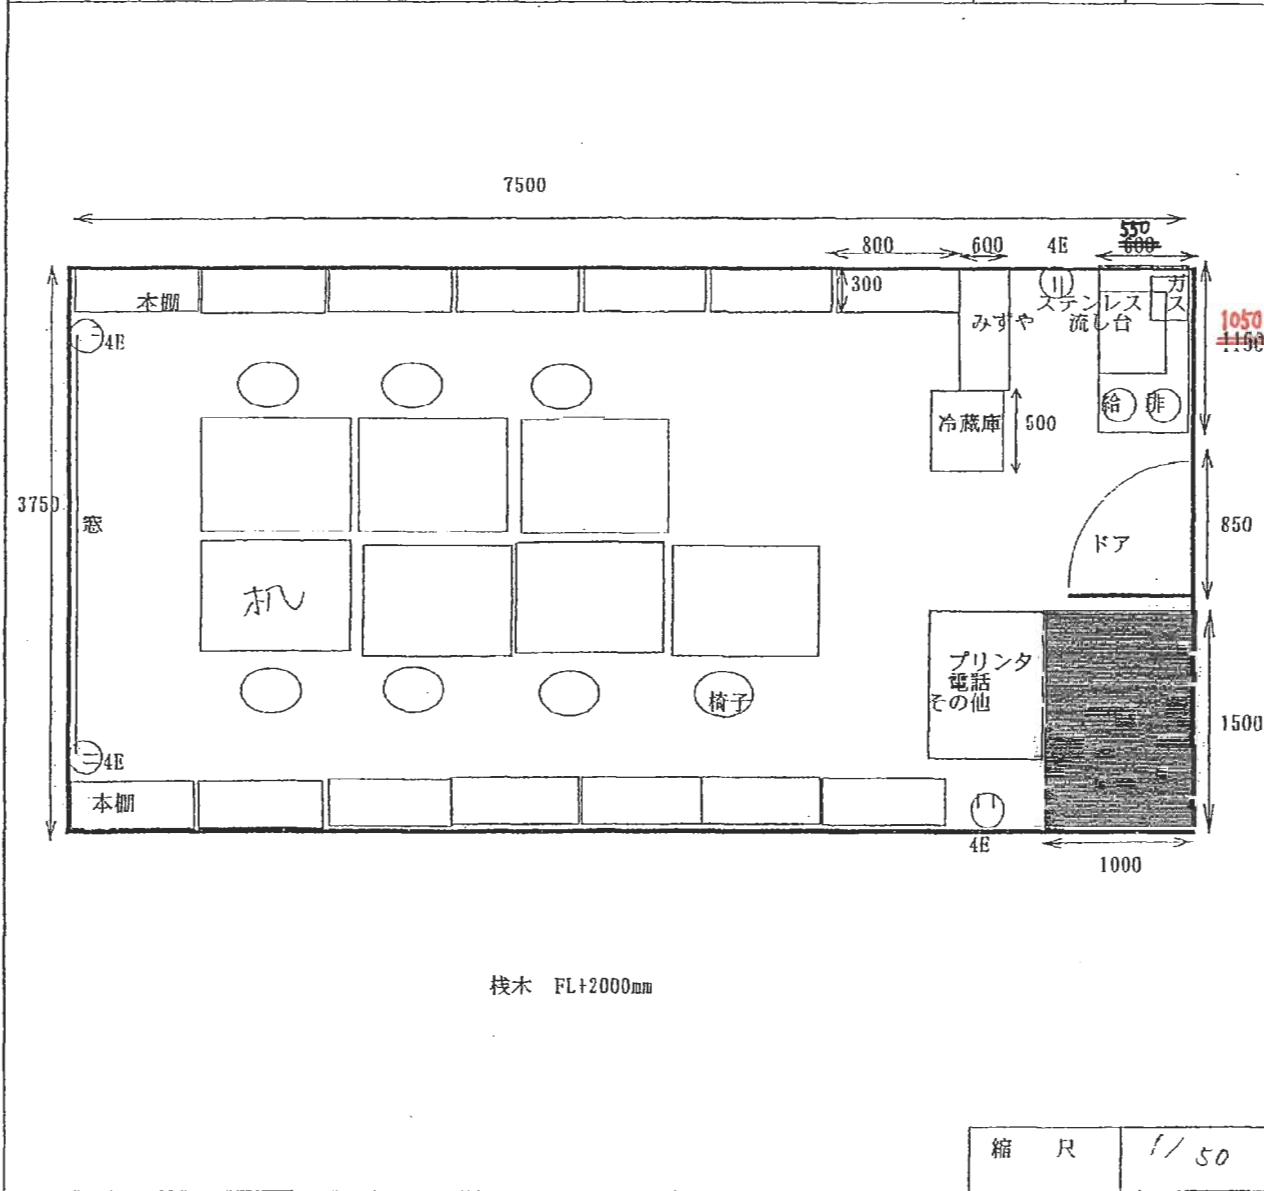 7500
550
800
600
4E
600
300
ガス
本棚
ステンレス
みずや
流し台
1050
1150
4E
給
排
冷蔵庫
500
3750
窓
850
ドア
机
プリンタ
電話
その他
椅子
1500
4E
本棚
4E
1000
桟木 FL+2000mm
縮 尺
1/50